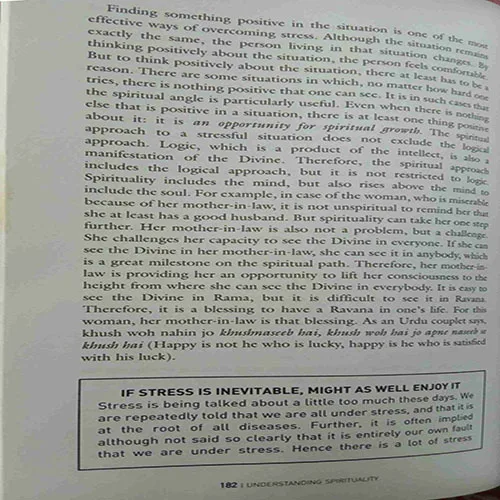 Finding something positive in the situation is one of the most
effective ways of overcoming stress. Although the situation remains
exactly the same, the person living in that situation changes. By
thinking positively about the situation, the person feels comfortable.
But to think positively about the situation, there at least has to be a
reason. There are some situations in which, no matter how hard one
tries, there is nothing positive that one can see. It is in such cases that
the spiritual angle is particularly useful. Even when there is nothing
else that is positive in a situation, there is at least one thing positive
about it: it is an opportunity for spiritual growth. The spiritual
approach to a stressful situation does not exclude the logical
approach. Logic, which is a product of the intellect, is also a
manifestation of the Divine. Therefore, the spiritual approach
includes the logical approach, but it is not restricted to logic.
Spirituality includes the mind, but also rises above the mind to
include the soul. For example, in case of the woman, who is miserable
because of her mother-in-law, it is not unspiritual to remind her that
she at least has a good husband. But spirituality can take her one step
further. Her mother-in-law is also not a problem, but a challenge.
She challenges her capacity to see the Divine in everyone. If she can
see the Divine in her mother-in-law, she can see it in anybody, which
is a great milestone on the spiritual path. Therefore, her mother-in-
law is providing her an opportunity to lift her consciousness to the
height from where she can see the Divine in everybody. It is easy to
see the Divine in Rama, but it is difficult to see it in Ravana.
Therefore, it is a blessing to have a Ravana in one's life. For this
woman, her mother-in-law is that blessing. As an Urdu couplet says,
khush woh nahin jo khushnaseeb hai, khush woh hai jo apne naseeb se
khush hai (Happy is not he who is lucky, happy is he who is satisfied
with his luck).
IF STRESS IS INEVITABLE, MIGHT AS WELL ENJOY IT
Stress is being talked about a little too much these days. We
are repeatedly told that we are all under stress, and that it is
at the root of all diseases. Further, it is often implied
although not said so clearly that it is entirely our own fault
that we are under stress. Hence there is a lot of stress
182 | UNDERSTANDING SPIRITUALITY